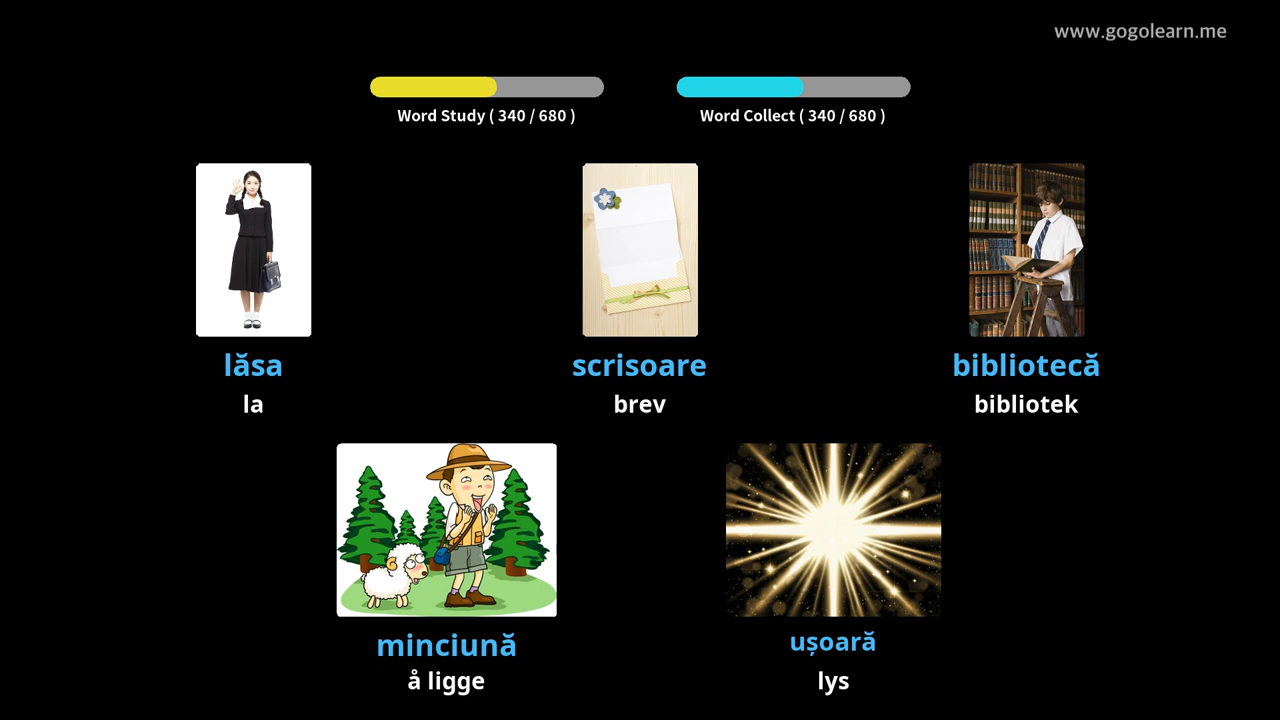 www.gogolearn.me
Word Study ( 340 / 680 )
Word Collect ( 340 / 680 )
lăsa
scrisoare
bibliotecă
la
brev
bibliotek
minciună
ușoară
å ligge
lys